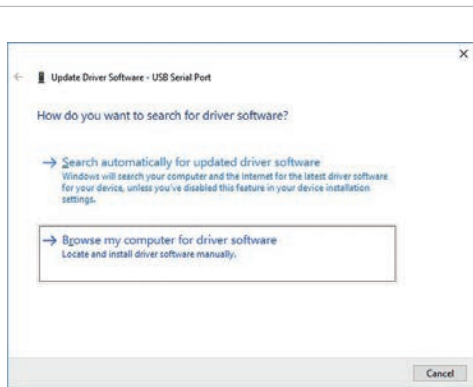 Update Driver Software - USB Serial Port
How do you want to search for driver software?
Search automatically for updated driver software
Windows will search your computer and the Internet for the latest driver software
for your device, unless you've disabled this feature in your device installation
settings.
Browse my computer for driver software
Locate and install driver software manually.
Cancel